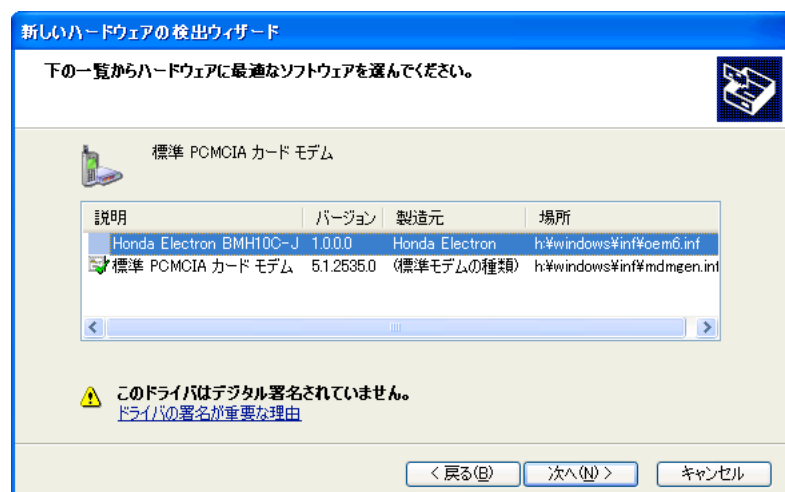 新しいハードウェアの検出ウィザード
下の一覧からハードウェアに最適なソフトウェアを選んでください。
標準 PCMCIA カード モデム
説明 バージョン 製造元 場所
Honda Electron BMH10C-J 1.0.0.0 Honda Electron h:¥windows¥inf¥oem6.inf
標準 PCMCIA カード モデム 5.1.2535.0 (標準モデムの種類) h:¥windows¥inf¥mdmgen.inf
このドライバはデジタル署名されていません。
ドライバの署名が重要な理由
< 戻る(B) 次へ(N) > キャンセル